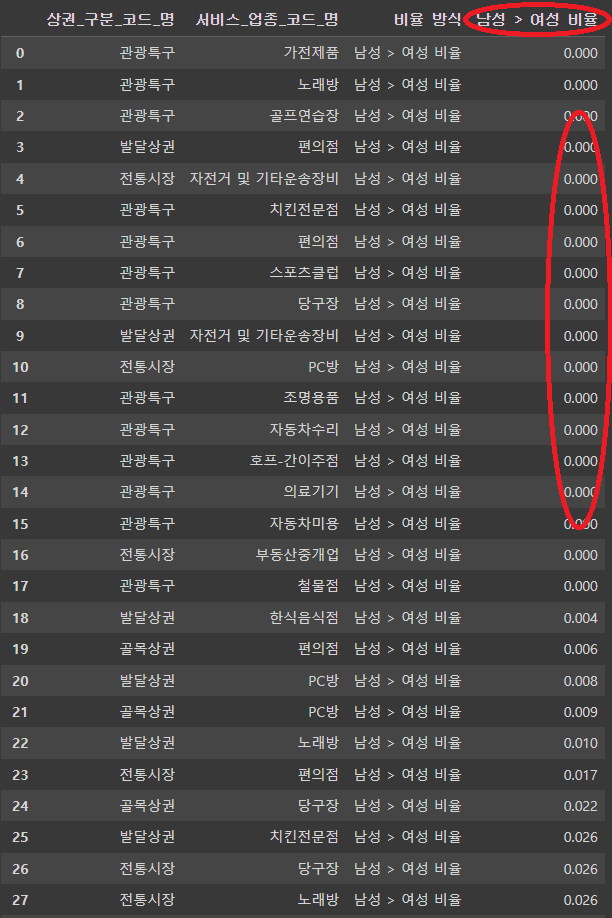 상권_구분_코드_명 서비스_업종_코드_명 비율 방식 남성 > 여성 비율
0 관광특구 가전제품 남성 > 여성 비율 0.000
1 관광특구 노래방 남성 > 여성 비율 0.000
2 관광특구 골프연습장 남성 > 여성 비율 0.000
3 발달상권 편의점 남성 > 여성 비율 0.000
4 전통시장 자전거 및 기타운송장비 남성 > 여성 비율 0.000
5 관광특구 치킨전문점 남성 > 여성 비율 0.000
6 관광특구 편의점 남성 > 여성 비율 0.000
7 관광특구 스포츠클럽 남성 > 여성 비율 0.000
8 관광특구 당구장 남성 > 여성 비율 0.000
9 발달상권 자전거 및 기타운송장비 남성 > 여성 비율 0.000
10 전통시장 PC방 남성 > 여성 비율 0.000
11 관광특구 조명용품 남성 > 여성 비율 0.000
12 관광특구 자동차수리 남성 > 여성 비율 0.000
13 관광특구 호프-간이주점 남성 > 여성 비율 0.000
14 관광특구 의료기기 남성 > 여성 비율 0.000
15 관광특구 자동차미용 남성 > 여성 비율 0.000
16 전통시장 부동산중개업 남성 > 여성 비율 0.000
17 관광특구 철물점 남성 > 여성 비율 0.000
18 발달상권 한식음식점 남성 > 여성 비율 0.004
19 골목상권 편의점 남성 > 여성 비율 0.006
20 발달상권 PC방 남성 > 여성 비율 0.008
21 골목상권 PC방 남성 > 여성 비율 0.009
22 발달상권 노래방 남성 > 여성 비율 0.010
23 전통시장 편의점 남성 > 여성 비율 0.017
24 골목상권 당구장 남성 > 여성 비율 0.022
25 발달상권 치킨전문점 남성 > 여성 비율 0.026
26 전통시장 당구장 남성 > 여성 비율 0.026
27 전통시장 노래방 남성 > 여성 비율 0.026